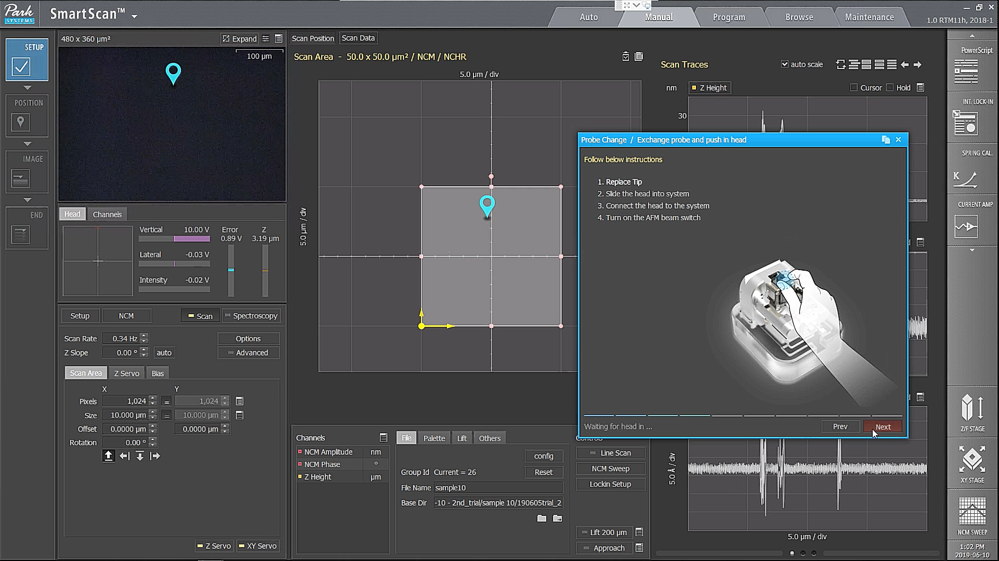 Park
SYSTEMS
SmartScan™
Auto
Manual
Program
Browse
Maintenance
1.0 RTM11h, 2018-1
SETUP
POSITION
IMAGE
END
480 x 360 µm²
Expand
100 µm
Head
Channels
Vertical 10.00 V
Lateral -0.03 V
Intensity -0.02 V
Error
0.89 V
Z
3.19 µm
Setup
NCM
Scan
Spectroscopy
Scan Rate 0.34 Hz
Options
Z Slope 0.00 °
auto
Advanced
Scan Area
Z Servo
Bias
X Y
Pixels 1,024 = 1,024
Size 10.000 µm = 10.000 µm
Offset 0.0000 µm 0.0000 µm
Rotation 0.00 °
Z Servo
XY Servo
Scan Position
Scan Data
Scan Area - 50.0 x 50.0 µm² / NCM / NCHR
5.0 µm / div
5.0 µm / div
Channels
NCM Amplitude nm
NCM Phase °
Z Height µm
File
Palette
Lift
Others
config
Group Id Current = 26
Reset
File Name sample10
Base Dir -10 - 2nd_trial/sample 10/190605trial_2
Line Scan
NCM Sweep
Lockin Setup
Lift 200 µm
Approach
Scan Traces
auto scale
nm
Z Height
Cursor
Hold
30
Probe Change / Exchange probe and push in head
Follow below instructions
1. Replace Tip
2. Slide the head into system
3. Connect the head to the system
4. Turn on the AFM beam switch
Waiting for head in ...
Prev
Next
5.0 Å / div
5.0 µm / div
PowerScript
INT. LOCK-IN
SPRING CAL.
K
CURRENT AMP
Z/F STAGE
XY STAGE
NCM SWEEP
1:02 PM
2019-06-10